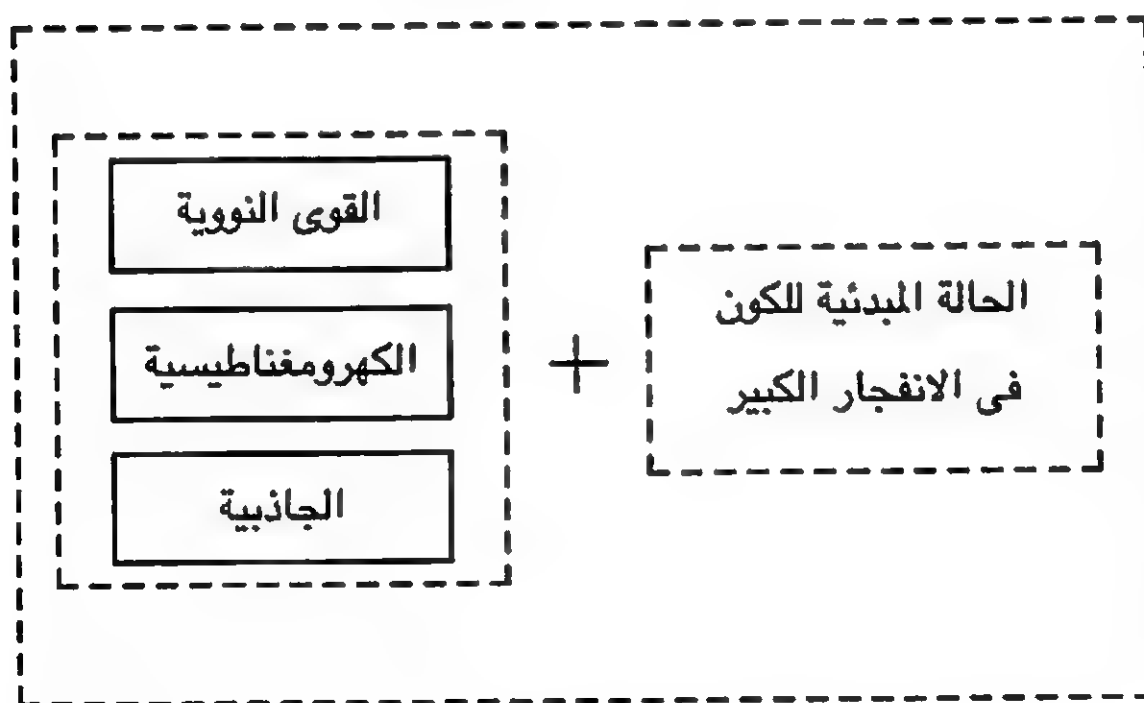 القوى النووية
الكهرومغناطيسية
الجاذبية
+
الحالة المبدئية للكون
فى الانفجار الكبير